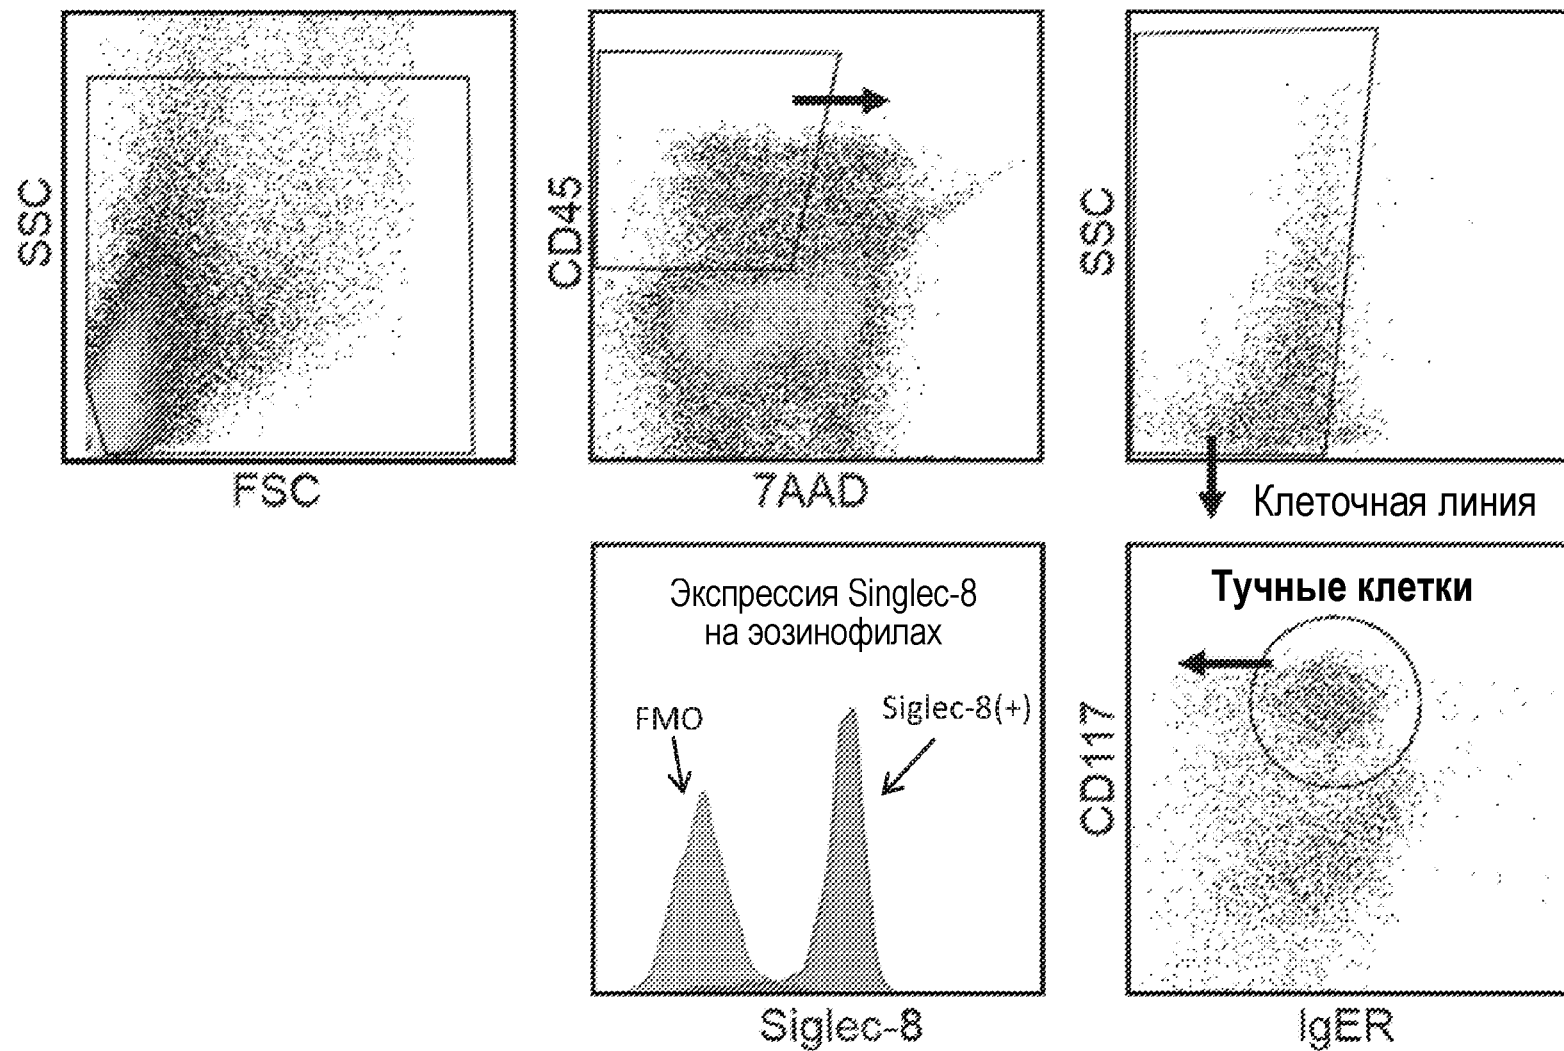 SSC
FSC
CD45
7AAD
SSC
Клеточная линия
Экспрессия Singlec-8
на эозинофилах
FMO
Siglec-8(+)
Siglec-8
Тучные клетки
CD117
IgER